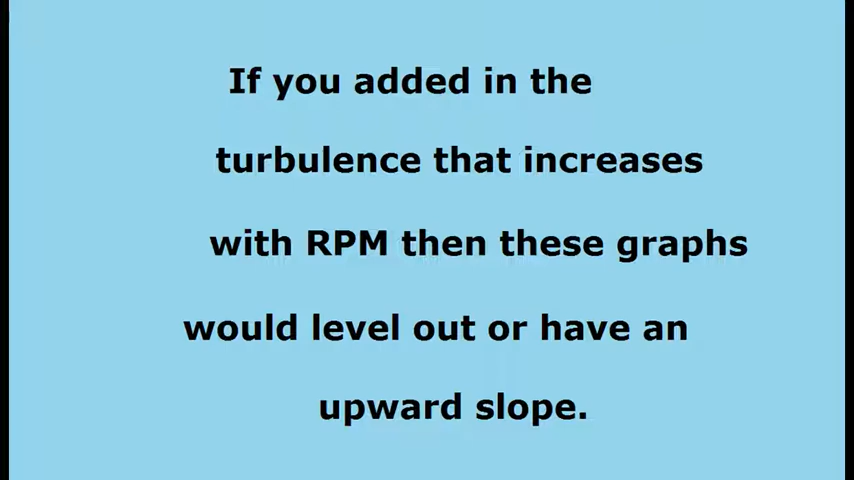 If you added in the
turbulence that increases
with RPM then these graphs
would level out or have an
upward slope.